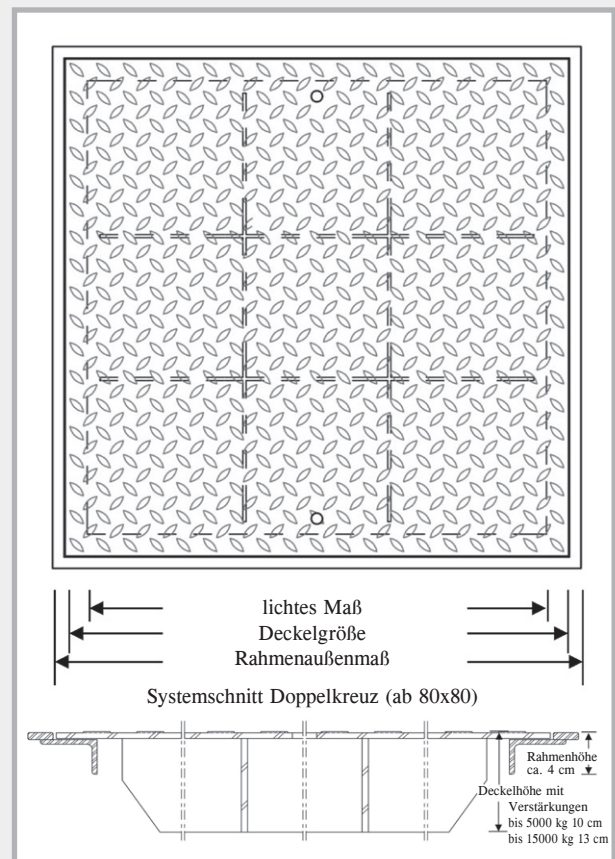 lichtes Maß
Deckelgröße
Rahmenaußenmaß
Systemschnitt Doppelkreuz (ab 80x80)
Rahmenhöhe
ca. 4 cm
Deckelhöhe mit
Verstärkungen
bis 5000 kg 10 cm
bis 15000 kg 13 cm